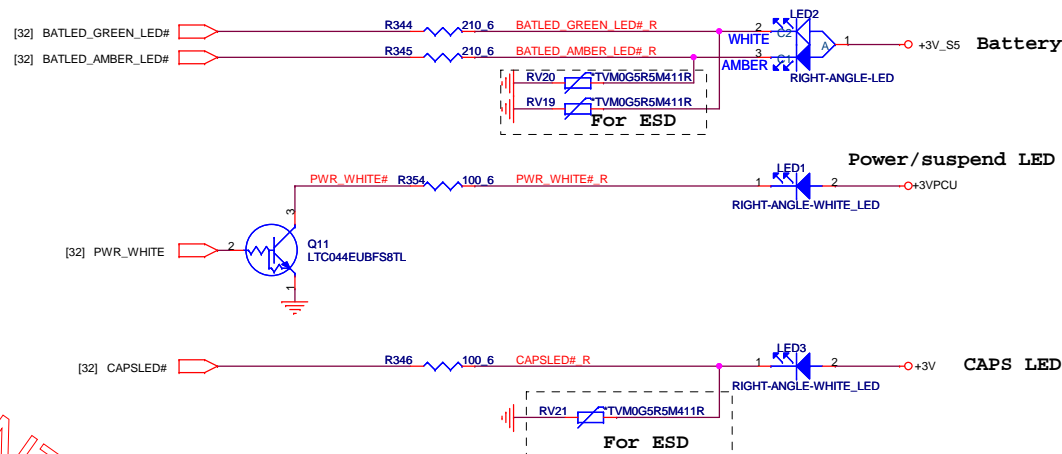 LED2
[32] BATLED_GREEN_LED# R344 210_6 BATLED_GREEN_LED#_R 2 WHITE C2 A 1 +3V_S5 Battery
[32] BATLED_AMBER_LED# R345 210_6 BATLED_AMBER_LED#_R 3 AMBER C1
RIGHT-ANGLE-LED
RV20 *TVM0G5R5M411R
RV19 *TVM0G5R5M411R
For ESD
Power/suspend LED
PWR_WHITE# R354 100_6 PWR_WHITE#_R 1 LED1 2 +3VPCU
RIGHT-ANGLE-WHITE_LED
3
[32] PWR_WHITE 2 Q11
LTC044EUBFS8TL
1
LED3
[32] CAPSLED# R346 100_6 CAPSLED#_R 1 2 +3V CAPS LED
RIGHT-ANGLE-WHITE_LED
RV21 *TVM0G5R5M411R
For ESD